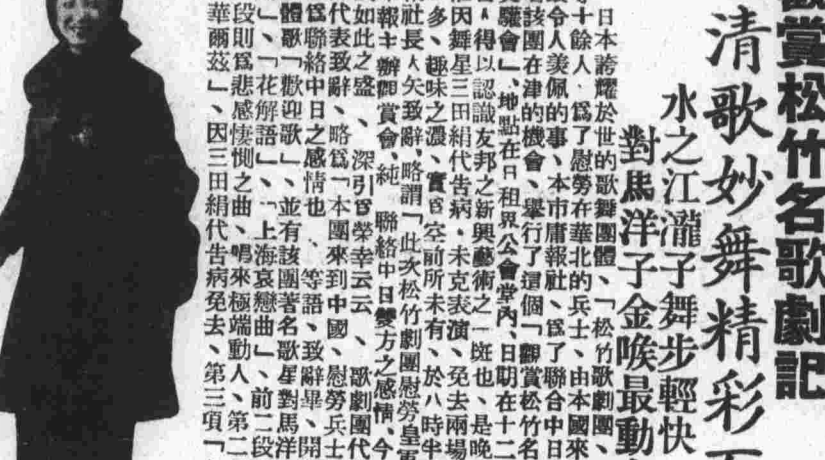 觀賞松竹名歌劇記
清歌妙舞精彩
水之江瀧子舞步輕快
對馬洋子金喉最動
日本誇耀於世的歌舞團體、「松竹歌劇團、
等十餘人、爲了慰勞在華北的兵士、由本國來
令人羨佩的事、本市庸報社、爲了聯合中日
該團在津的機會、舉行了這個「觀賞松竹名
會」、地點在日租界公會堂內、日期在十二
人得以認識友邦之新興藝術之一斑也、是晚
因舞星三田絹代告病、未克表演、免去兩場
多、趣味之濃、實爲空前所未有、於八時半
社長人矢致辭、略謂「此次松竹劇團慰勞皇軍
報主辦觀賞會、純 聯絡中日雙方之感情、今
如此之盛、 深引爲榮幸云云 、歌劇團代
代表致辭、略爲「本團來到中國、慰勞兵士
爲聯絡中日之感情也 、等語、致辭畢、開
體歌「歡迎歌」、並有該團著名歌星對馬洋
」、「花解語」、「上海哀戀曲」、前二段
段則爲悲感悽惻之曲、唱來極端動人、第二
華爾茲」、因三田絹代告病免去、第三項「